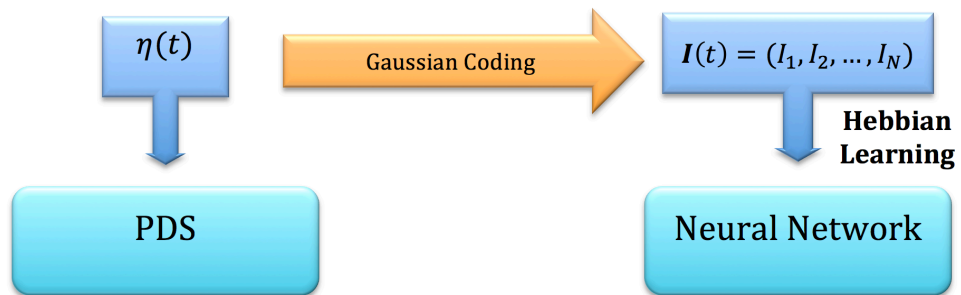 η(t)
Gaussian Coding
I(t) = (I₁, I₂, …, I_N)
Hebbian
Learning
PDS
Neural Network